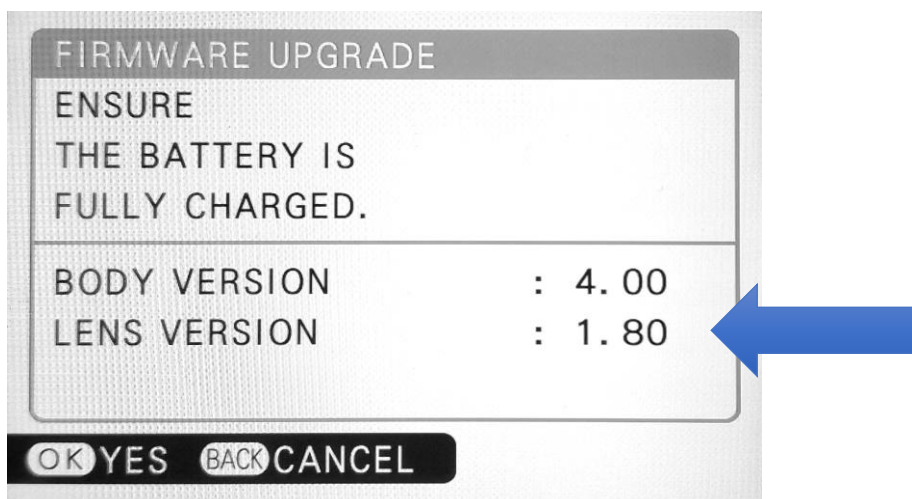 FIRMWARE UPGRADE
ENSURE
THE BATTERY IS
FULLY CHARGED.
BODY VERSION : 4.00
LENS VERSION : 1.80
OK YES BACK CANCEL